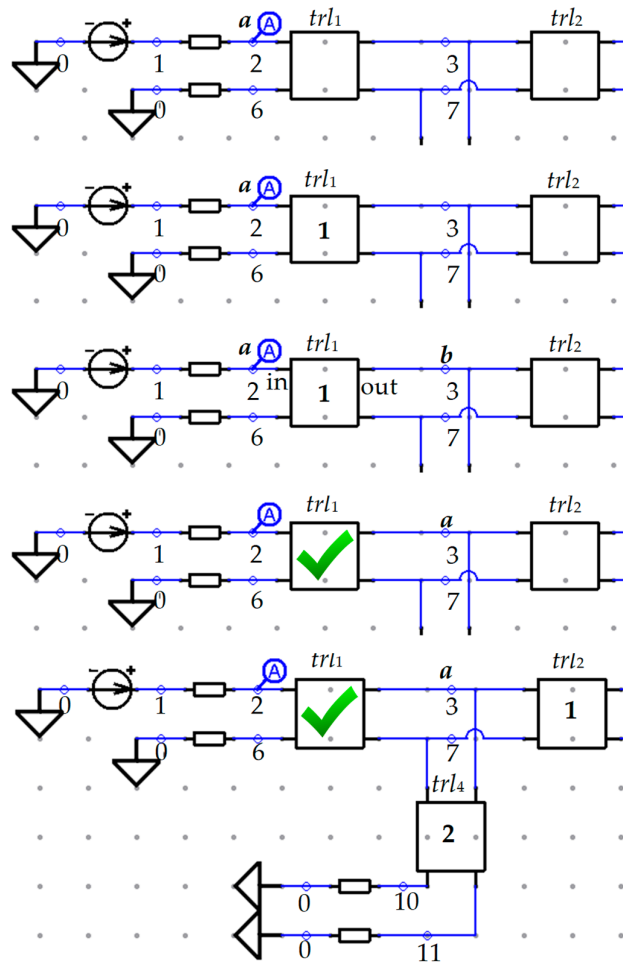 a A trl1 trl2
- +
0 1 2 3
0 6 7
a A trl1 trl2
- +
0 1 2 1 3
0 6 7
a A trl1 b trl2
- +
0 1 2 in 1 out 3
0 6 7
a A trl1 a trl2
- +
0 1 2 3
0 6 7
A trl1 a trl2
- +
0 1 2 3 1
0 6 7
trl4
2
0 10
0 11